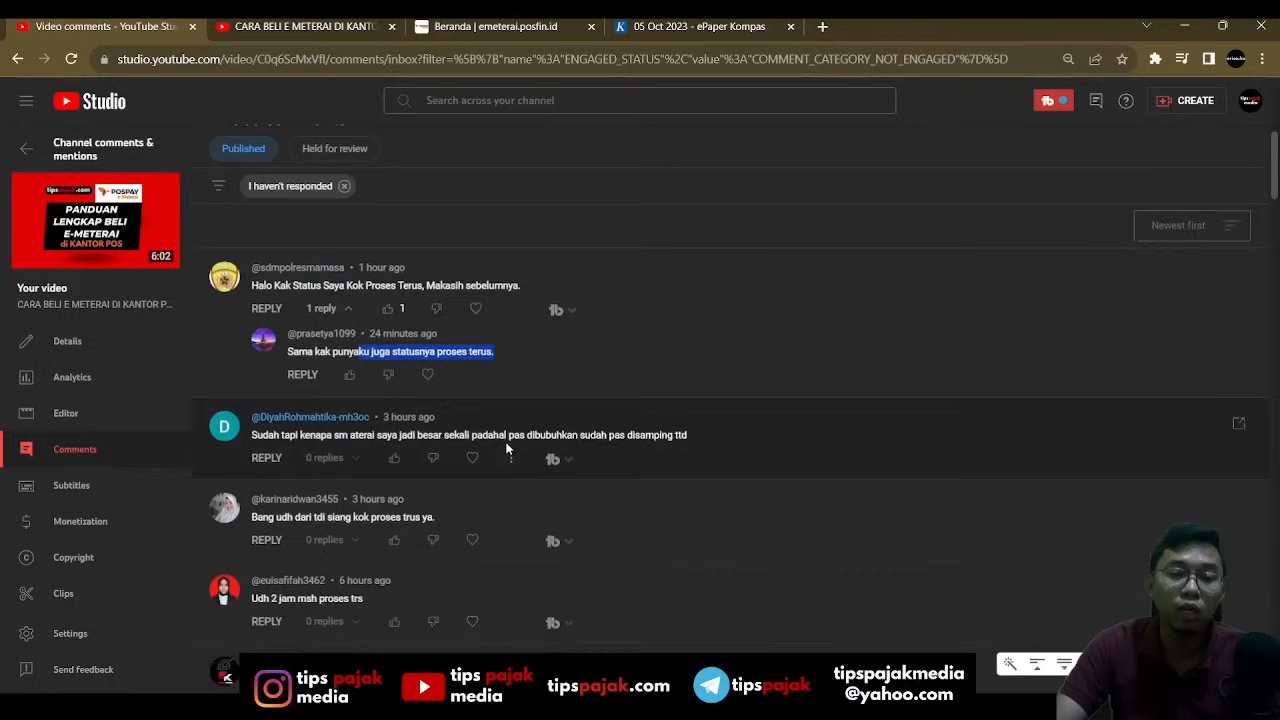 Video comments - YouTube Stu
CARA BELI E METERAI DI KANTC
Beranda | emeterai.posfin.id
05 Oct 2023 - ePaper Kompas
studio.youtube.com/video/C0q6ScMxVfI/comments/inbox?filter=%5B%7B"name"%3A"ENGAGED_STATUS"%2C"value"%3A"COMMENT_CATEGORY_NOT_ENGAGED"%7D%5D
Studio
Search across your channel
CREATE
Channel comments &
mentions
tipspajak.com
POSPAY
e-Meterai
PANDUAN
LENGKAP BELI
E-METERAI
di KANTOR POS
6:02
Your video
CARA BELI E METERAI DI KANTOR P...
Details
Analytics
Editor
Comments
Subtitles
Monetization
Copyright
Clips
Settings
Send feedback
Published
Held for review
I haven't responded
Newest first
@sdmpolresmamasa • 1 hour ago
Halo Kak Status Saya Kok Proses Terus, Makasih sebelumnya.
REPLY 1 reply 1
@prasetya1099 • 24 minutes ago
Sama kak punyaku juga statusnya proses terus.
REPLY
D
@DiyahRohmahtika-mh3oc • 3 hours ago
Sudah tapi kenapa sm aterai saya jadi besar sekali padahal pas dibubuhkan sudah pas disamping ttd
REPLY 0 replies
@karinaridwan3455 • 3 hours ago
Bang udh dari tdi siang kok proses trus ya.
REPLY 0 replies
@euisafifah3462 • 6 hours ago
Udh 2 jam msh proses trs
REPLY 0 replies
tips pajak
media
tips pajak
media
tipspajak.com
tipspajak
tipspajakmedia
@yahoo.com